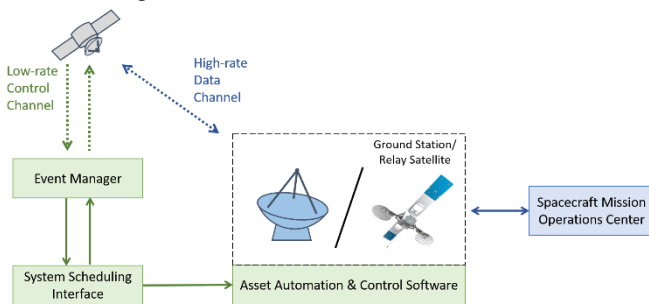 Low-rate
Control
Channel
High-rate
Data
Channel
Ground Station/
Relay Satellite
Event Manager
Spacecraft Mission
Operations Center
System Scheduling
Interface
Asset Automation & Control Software